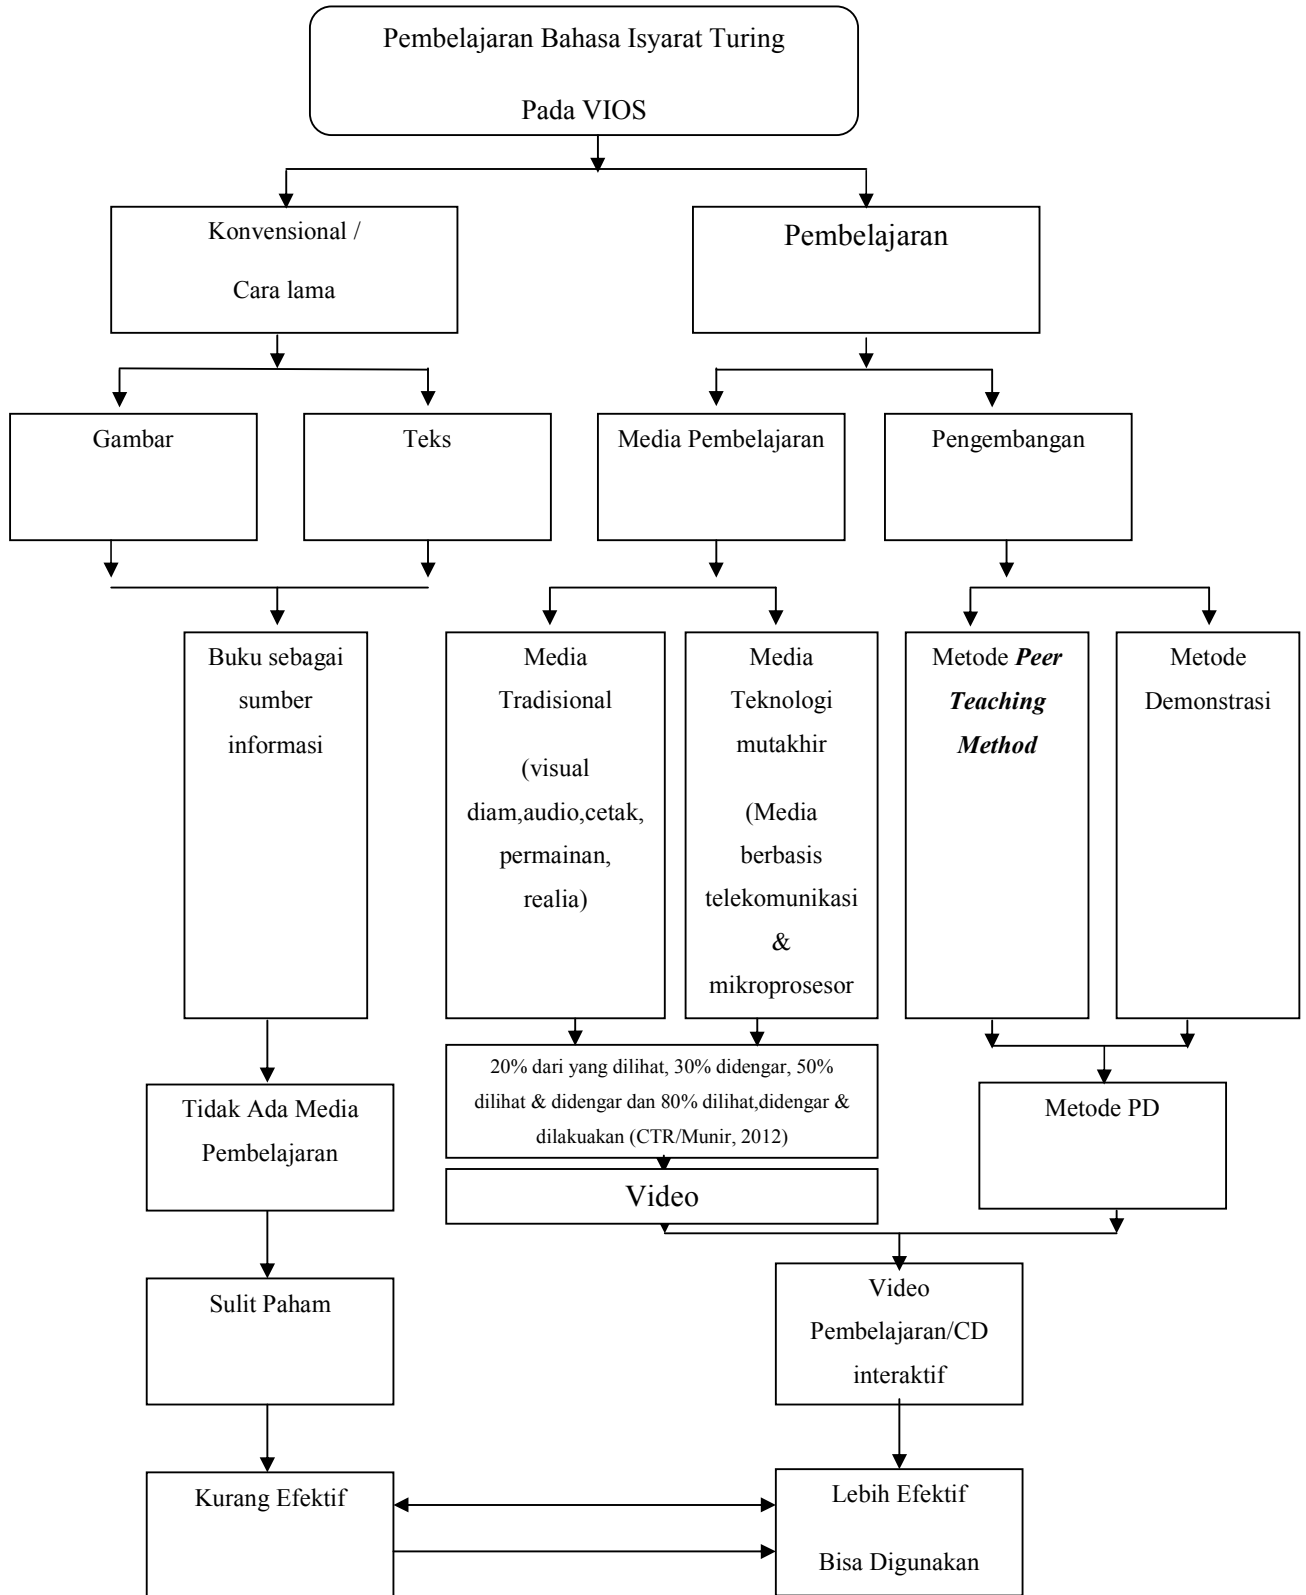 Pembelajaran Bahasa Isyarat Turing
Pada VIOS
Konvensional /
Cara lama
Pembelajaran
Gambar
Teks
Media Pembelajaran
Pengembangan
Buku sebagai
sumber
informasi
Media
Tradisional
(visual
diam,audio,cetak,
permainan,
realia)
Media
Teknologi
mutakhir
(Media
berbasis
telekomunikasi
&
mikroprosesor
Metode Peer
Teaching
Method
Metode
Demonstrasi
20% dari yang dilihat, 30% didengar, 50%
dilihat & didengar dan 80% dilihat,didengar &
dilakuakan (CTR/Munir, 2012)
Tidak Ada Media
Pembelajaran
Metode PD
Video
Sulit Paham
Video
Pembelajaran/CD
interaktif
Kurang Efektif
Lebih Efektif
Bisa Digunakan